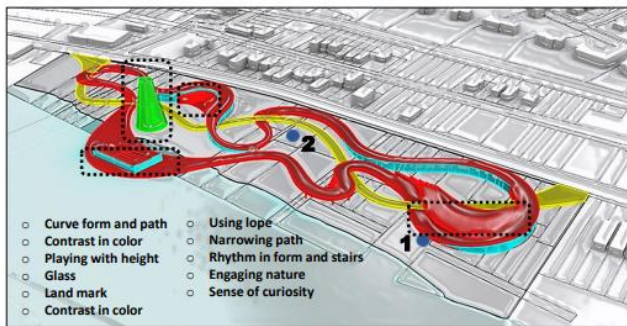 2
1
Curve form and path
Contrast in color
Playing with height
Glass
Land mark
Contrast in color
Using lope
Narrowing path
Rhythm in form and stairs
Engaging nature
Sense of curiosity